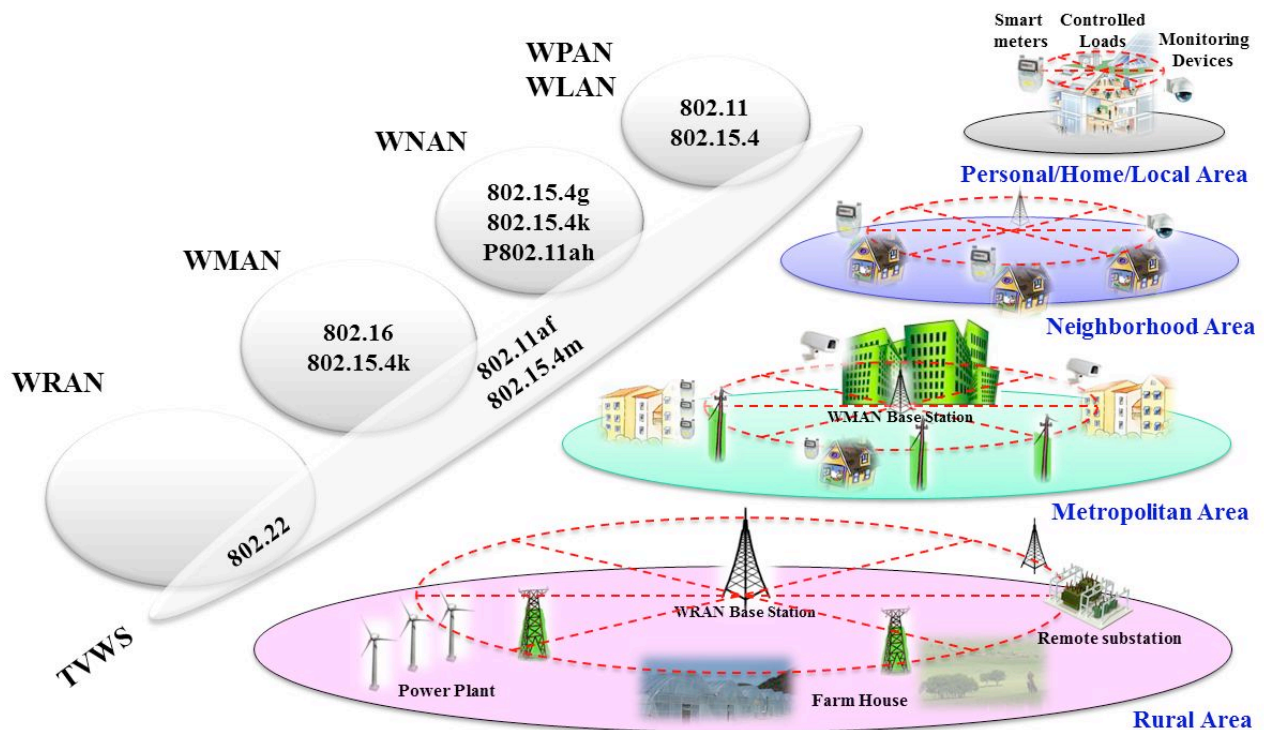 WPAN
WLAN
802.11
802.15.4
WNAN
802.15.4g
802.15.4k
P802.11ah
WMAN
802.16
802.15.4k
802.11af
802.15.4m
WRAN
802.22
TVWS
Smart
meters
Controlled
Loads
Monitoring
Devices
Personal/Home/Local Area
Neighborhood Area
WMAN Base Station
Metropolitan Area
WRAN Base Station
Remote substation
Power Plant
Farm House
Rural Area